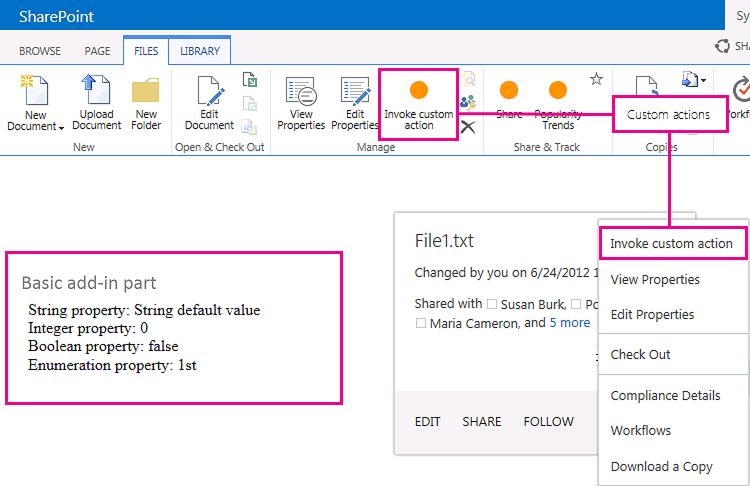 SharePoint
Sy
BROWSE PAGE FILES LIBRARY
New Document
Upload Document
New Folder
Edit Document
View Properties
Edit Properties
Invoke custom action
Share
Popularity Trends
Custom actions
New
Open & Check Out
Manage
Share & Track
Copies
File1.txt
Changed by you on 6/24/2012 1
Shared with Susan Burk, Po
Maria Cameron, and 5 more
EDIT SHARE FOLLOW
Invoke custom action
View Properties
Edit Properties
Check Out
Compliance Details
Workflows
Download a Copy
Basic add-in part
String property: String default value
Integer property: 0
Boolean property: false
Enumeration property: 1st